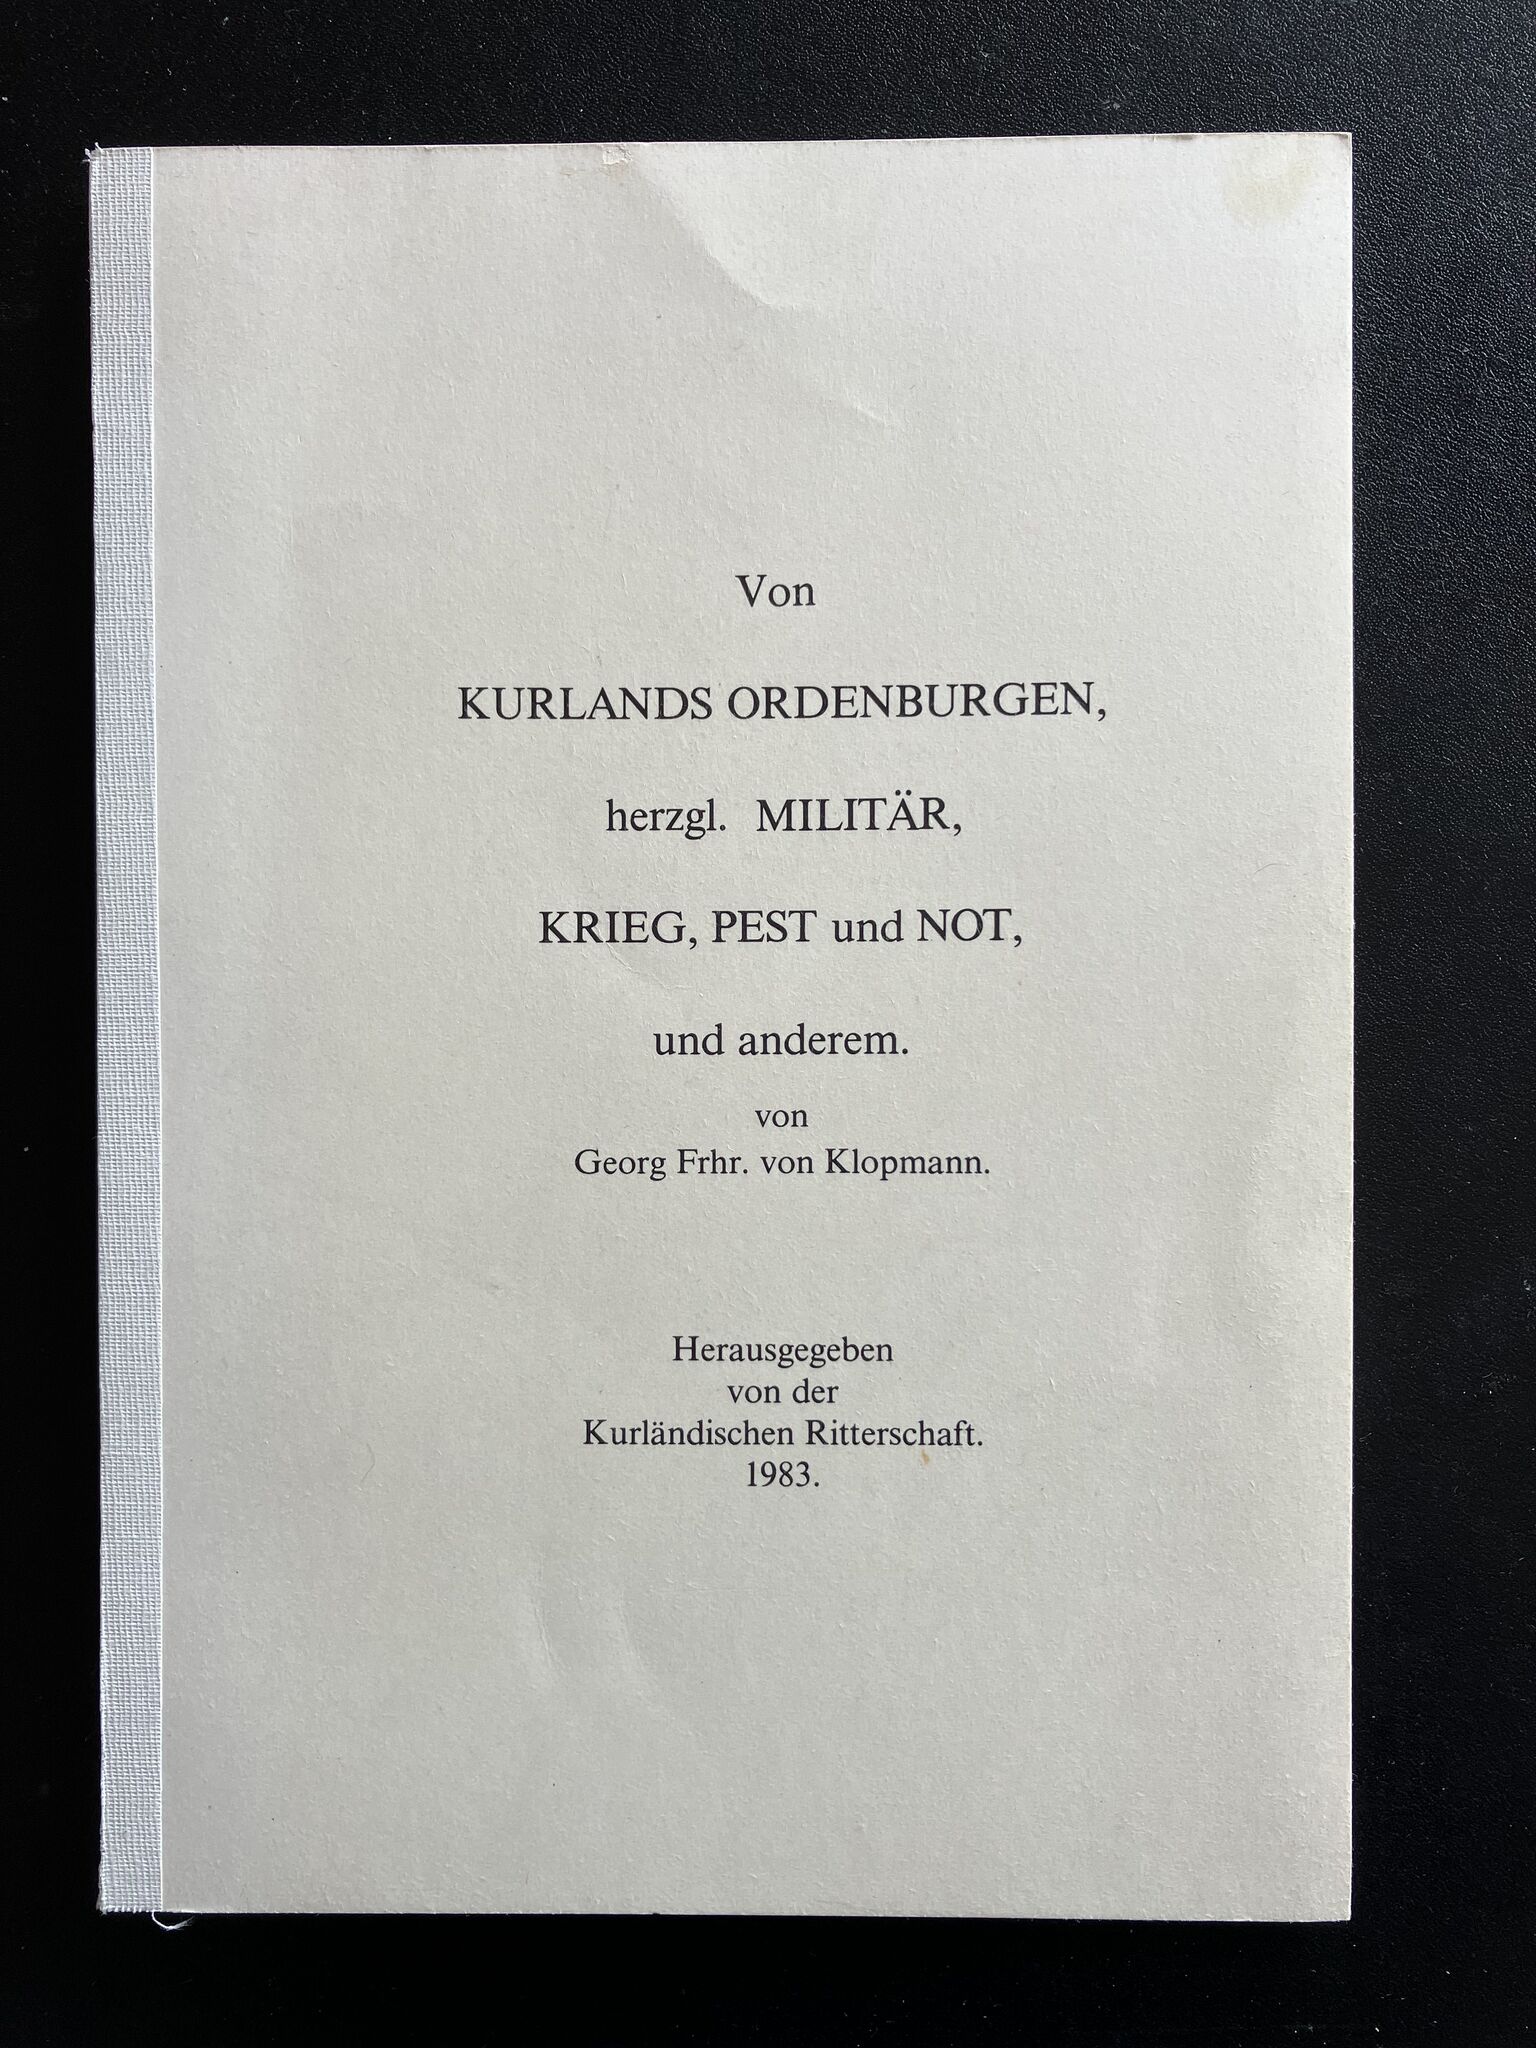 Von
KURLANDS ORDENBURGEN,
herzgl. MILITÄR,
KRIEG, PEST und NOT,
und anderem.
von
Georg Frhr. von Klopmann.
Herausgegeben
von der
Kurländischen Ritterschaft.
1983.